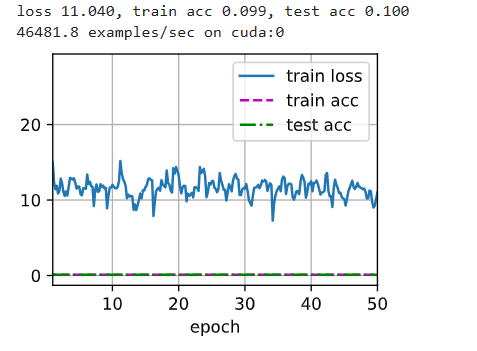 loss 11.040, train acc 0.099, test acc 0.100
46481.8 examples/sec on cuda:0
train loss
train acc
test acc
20
10
0
10 20 30 40 50
epoch